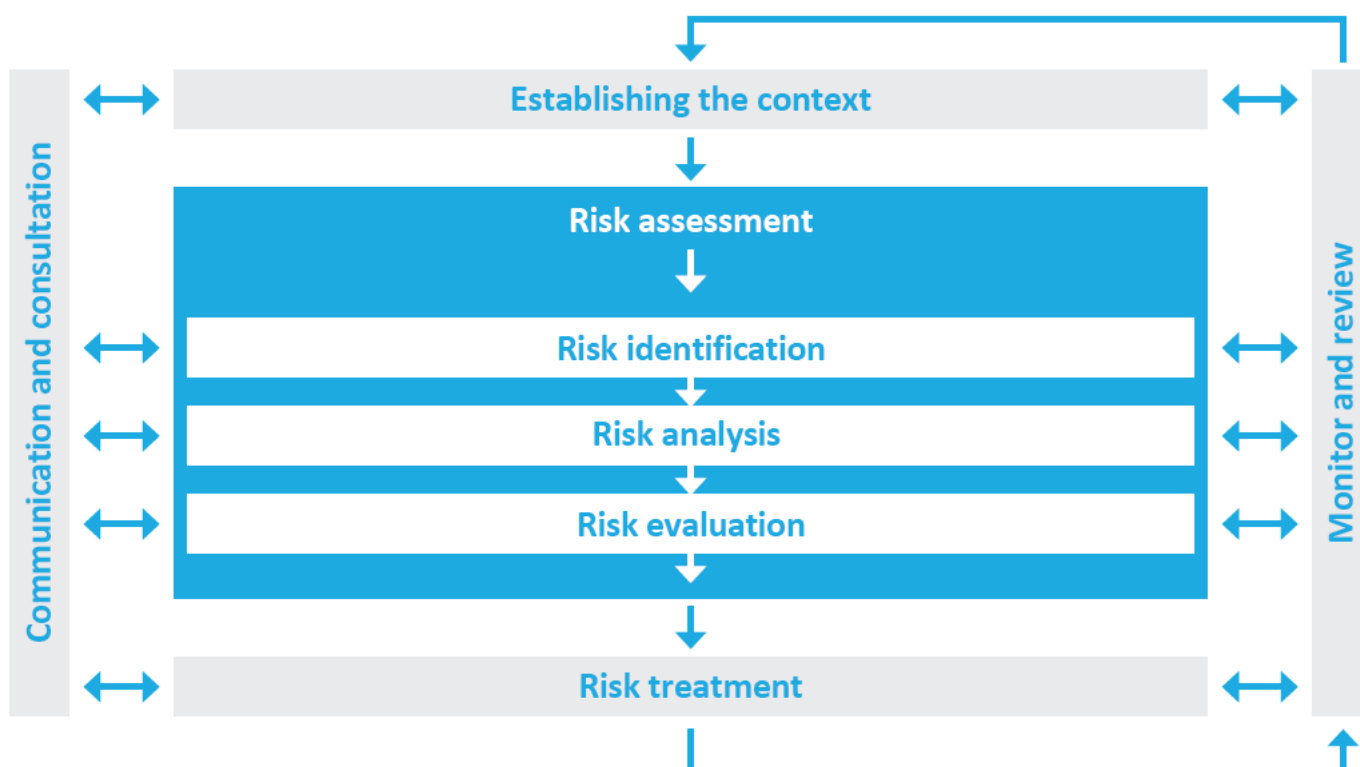 Establishing the context
Communication and consultation
Risk assessment
Monitor and review
Risk identification
Risk analysis
Risk evaluation
Risk treatment